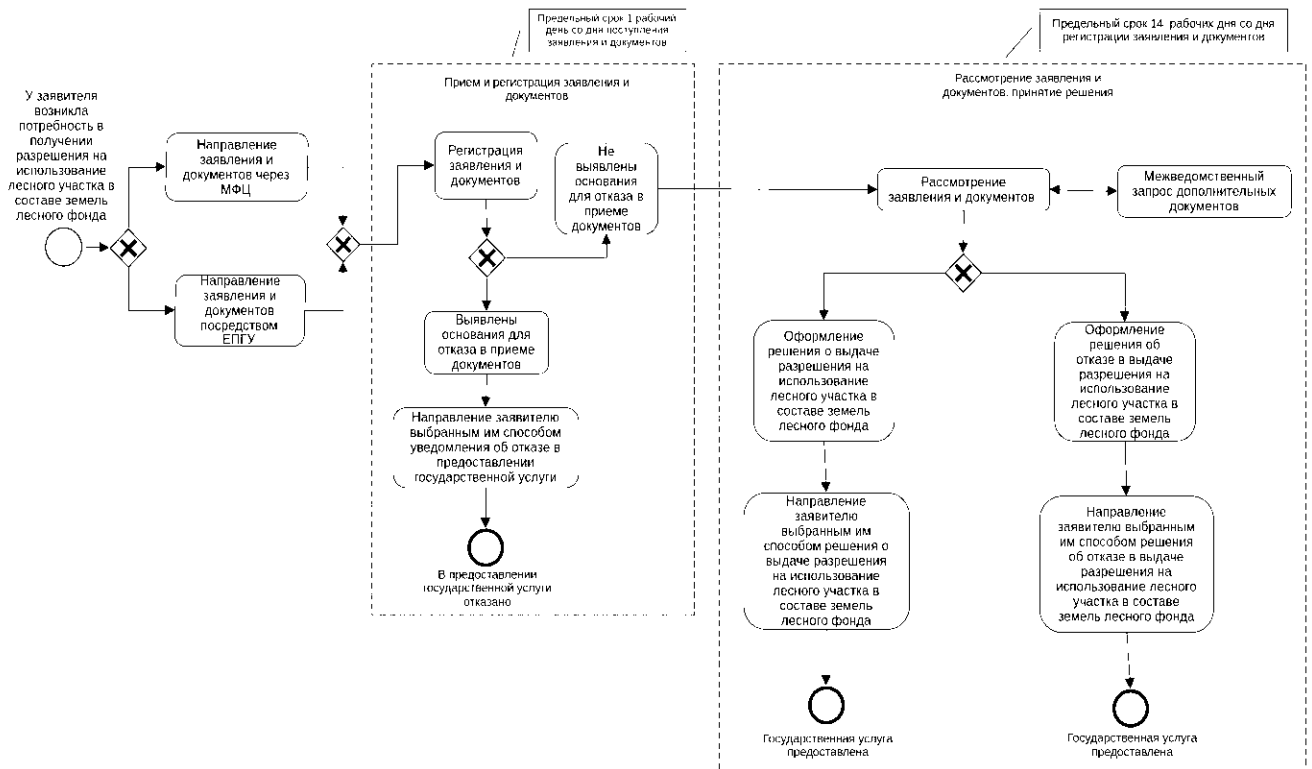 Предельный срок 1 рабочий
день со дня поступления
заявления и документов
Предельный срок 14 рабочих дня со дня
регистрации заявления и документов
Прием и регистрация заявления и
документов
Рассмотрение заявления и
документов. принятие решения
У заявителя
возникла
потребность в
получении
разрешения на
использование
лесного участка в
составе земель
лесного фонда
Направление
заявления и
документов через
МФЦ
Направление
заявления и
документов
посредством
ЕПГУ
Регистрация
заявления и
документов
Не
выявлены
основания
для отказа в
приеме
документов
Выявлены
основания для
отказа в приеме
документов
Направление заявителю
выбранным им способом
уведомления об отказе в
предоставлении
государственной услуги
В предоставлении
государственной услуги
отказано
Рассмотрение
заявления и документов
Межведомственный
запрос дополнительных
документов
Оформление
решения о выдаче
разрешения на
использование
лесного участка в
составе земель
лесного фонда
Оформление
решения об
отказе в выдаче
разрешения на
использование
лесного участка в
составе земель
лесного фонда
Направление
заявителю
выбранным им
способом решения о
выдаче разрешения
на использование
лесного участка в
составе земель
лесного фонда
Направление
заявителю выбранным
им способом решения
об отказе в выдаче
разрешения на
использование лесного
участка в составе
земель лесного фонда
Государственная услуга
предоставлена
Государственная услуга
предоставлена